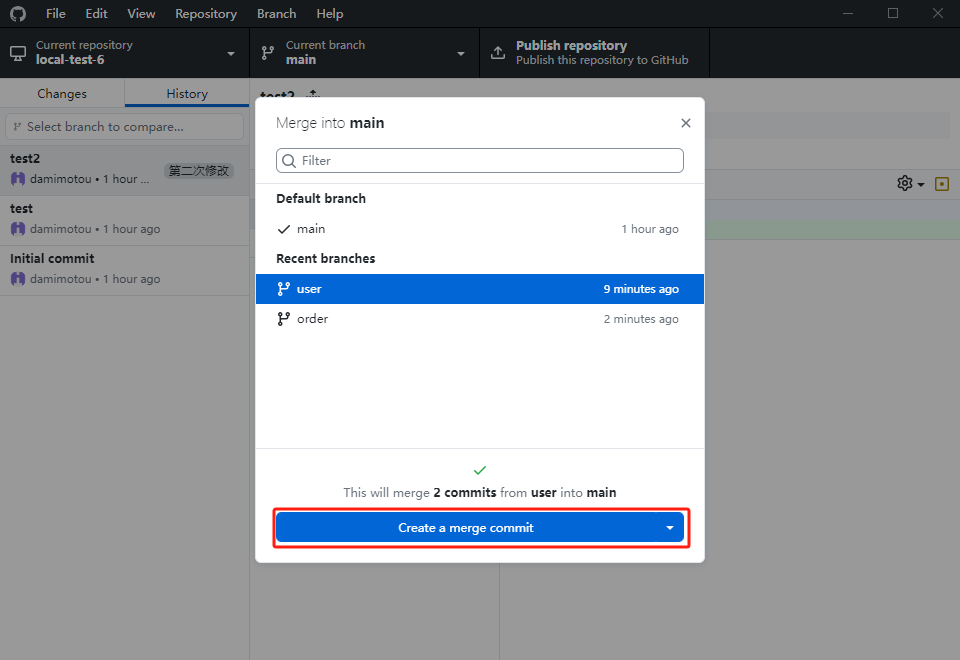 File Edit View Repository Branch Help
Current repository
local-test-6
Current branch
main
Publish repository
Publish this repository to GitHub
Changes
History
Select branch to compare...
test2
damimotou • 1 hour ...
第二次修改
test
damimotou • 1 hour ago
Initial commit
damimotou • 1 hour ago
test2
Merge into main
Filter
Default branch
main 1 hour ago
Recent branches
user 9 minutes ago
order 2 minutes ago
This will merge 2 commits from user into main
Create a merge commit